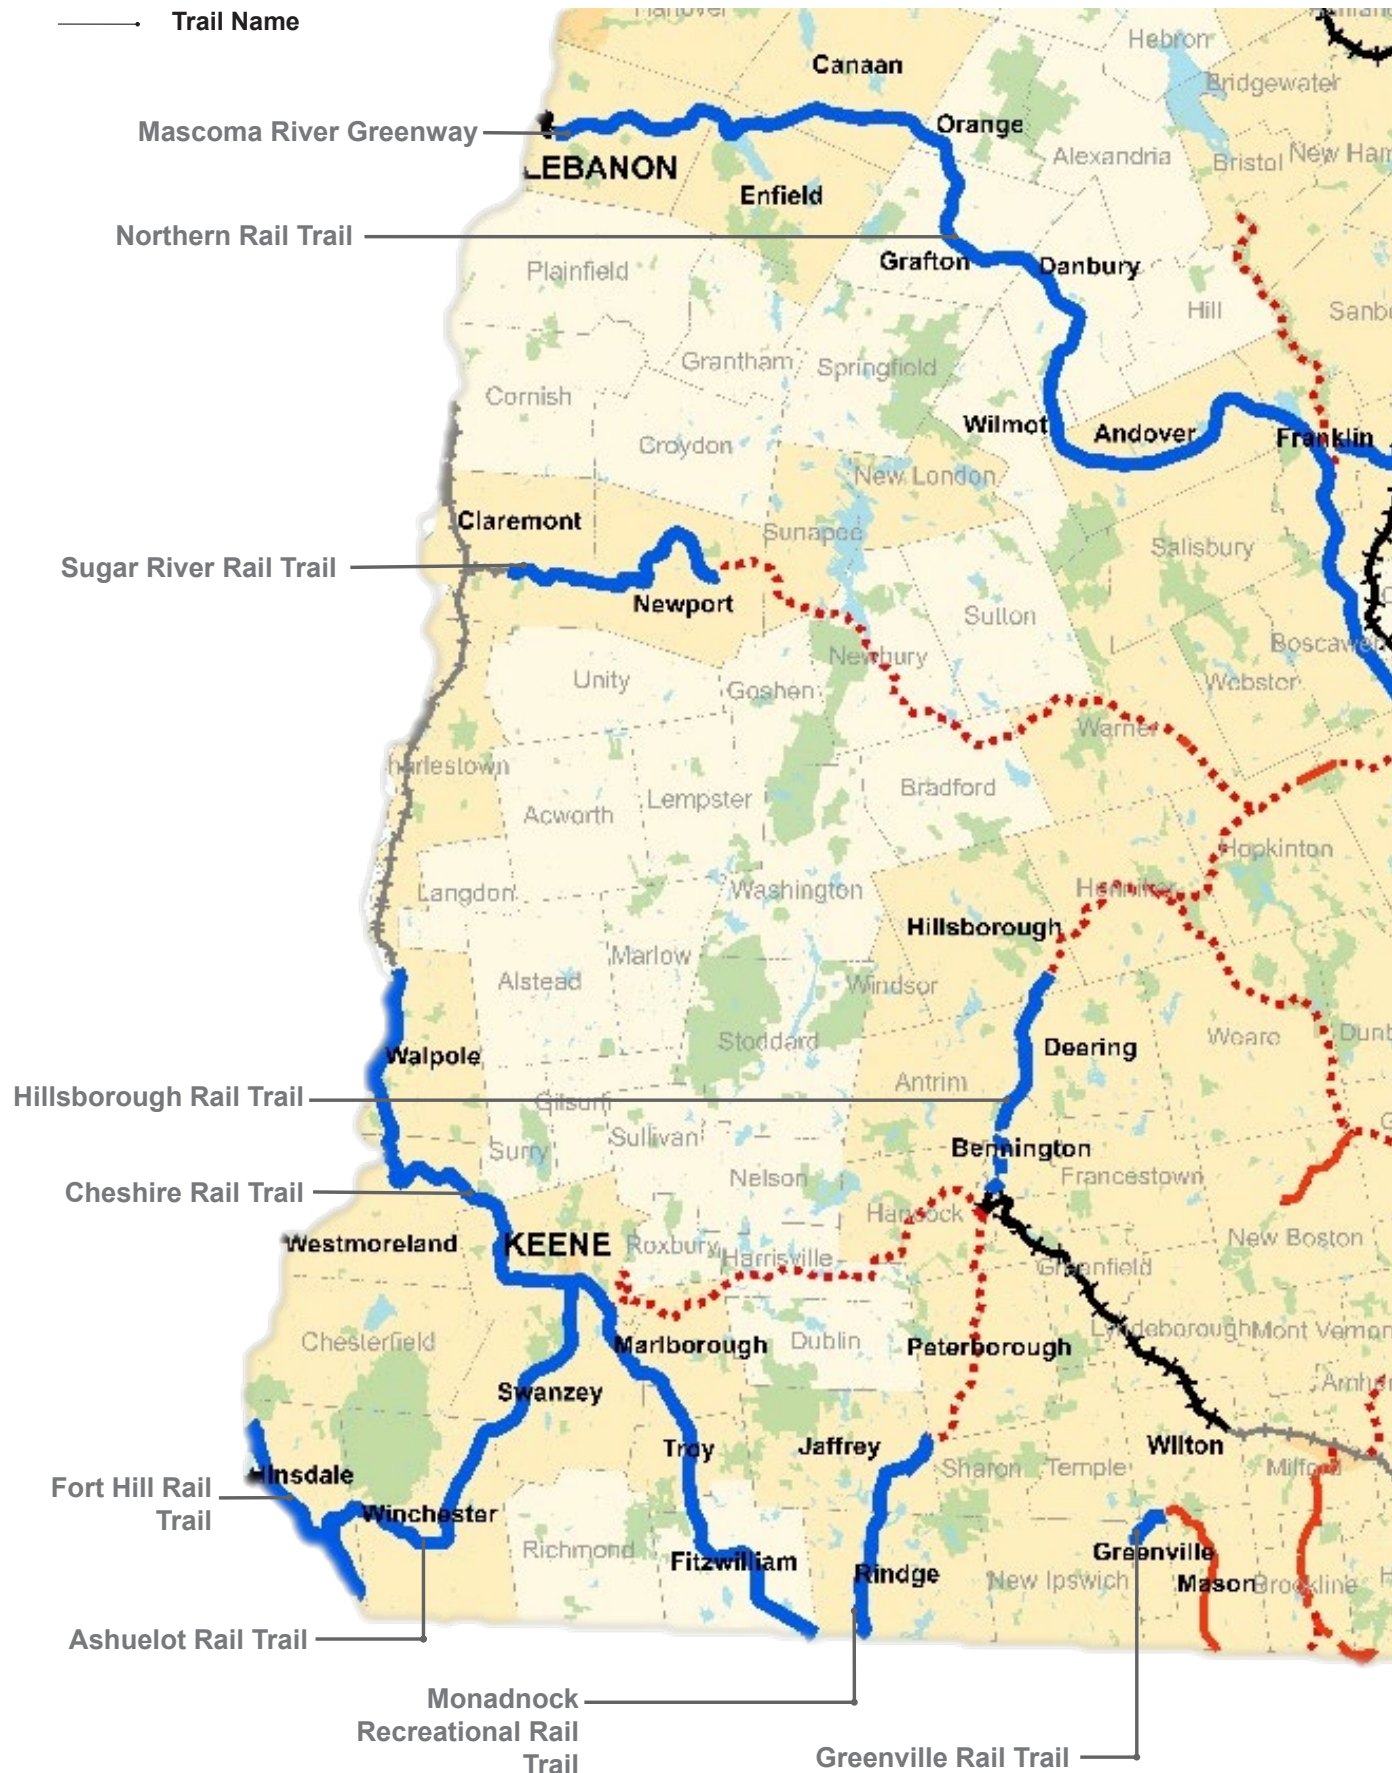 Trail Name
Hanover
Hebron
Canaan
Bridgewater
Mascoma River Greenway
Orange
Alexandria
Bristol
New Ham
LEBANON
Enfield
Northern Rail Trail
Grafton
Danbury
Plainfield
Hill
Sanb
Grantham
Springfield
Cornish
Wilmot
Andover
Franklin
Croydon
New London
Claremont
Sunapee
Salisbury
Sugar River Rail Trail
Newport
Sutton
Newbury
Boscawen
Unity
Goshen
Webster
Warner
harlestown
Lempster
Bradford
Acworth
Hopkinton
Langdon
Washington
Henniker
Hillsborough
Marlow
Alstead
Windsor
Stoddard
Weare
Dunb
Walpole
Deering
Antrim
Hillsborough Rail Trail
Gilsum
Surry
Sullivan
Bennington
Nelson
Francestown
Cheshire Rail Trail
Hancock
Westmoreland
KEENE
Roxbury
Harrisville
New Boston
Greenfield
Chesterfield
Marlborough
Dublin
Peterborough
Lyndeborough
Mont Vernon
Swanzey
Amher
Troy
Jaffrey
Wilton
Hinsdale
Sharon
Temple
Milford
Fort Hill Rail
Trail
Winchester
Richmond
Fitzwilliam
Rindge
New Ipswich
Greenville
Mason
Brookline
H
Ashuelot Rail Trail
Monadnock
Recreational Rail
Trail
Greenville Rail Trail